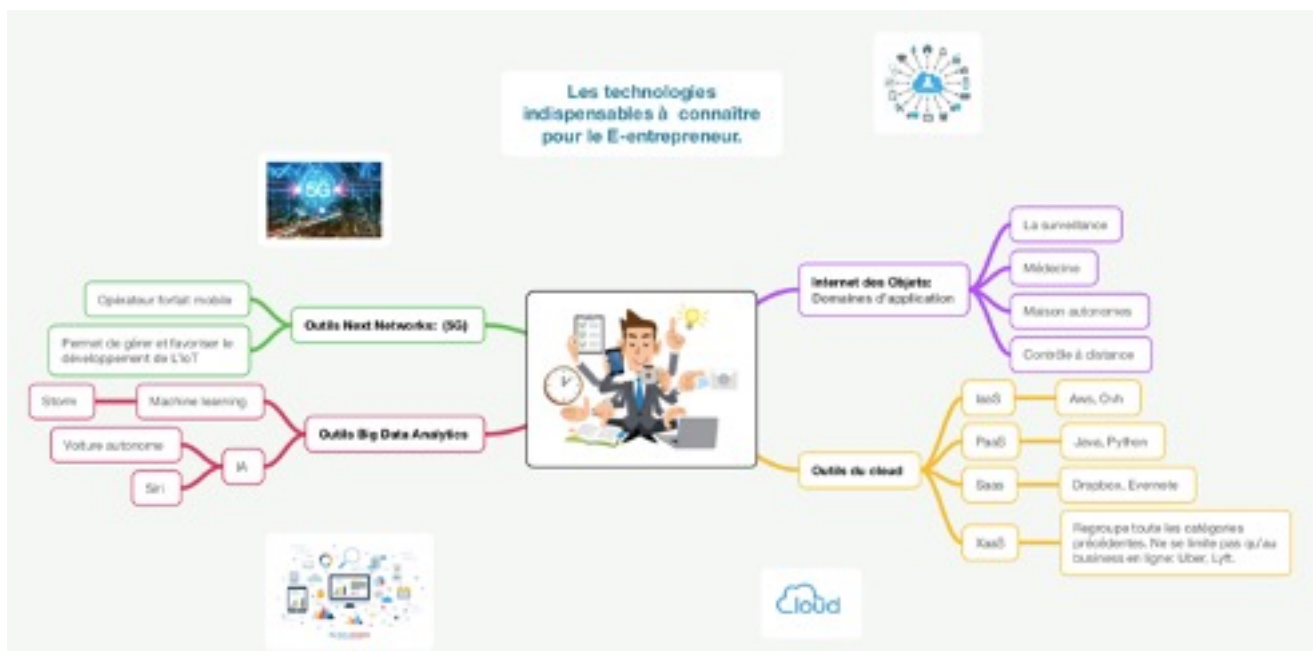 Les technologies
indispensables à connaître
pour le E-entrepreneur.
5G
Opérateur forfait mobile
Permet de gérer et favoriser le
développement de L'IoT
Outils Next Networks: (5G)
Storm
Machine learning
Voiture autonome
Siri
IA
Outils Big Data Analytics
Internet des Objets:
Domaines d'application
La surveillance
Médecine
Maison autonomes
Contrôle à distance
Outils du cloud
IaaS
Aws, Ovh
PaaS
Java, Python
Saas
Dropbox, Evernote
XaaS
Regroupe toute les catégories
précédentes. Ne se limite pas qu'au
business en ligne: Uber, Lyft.
Cloud